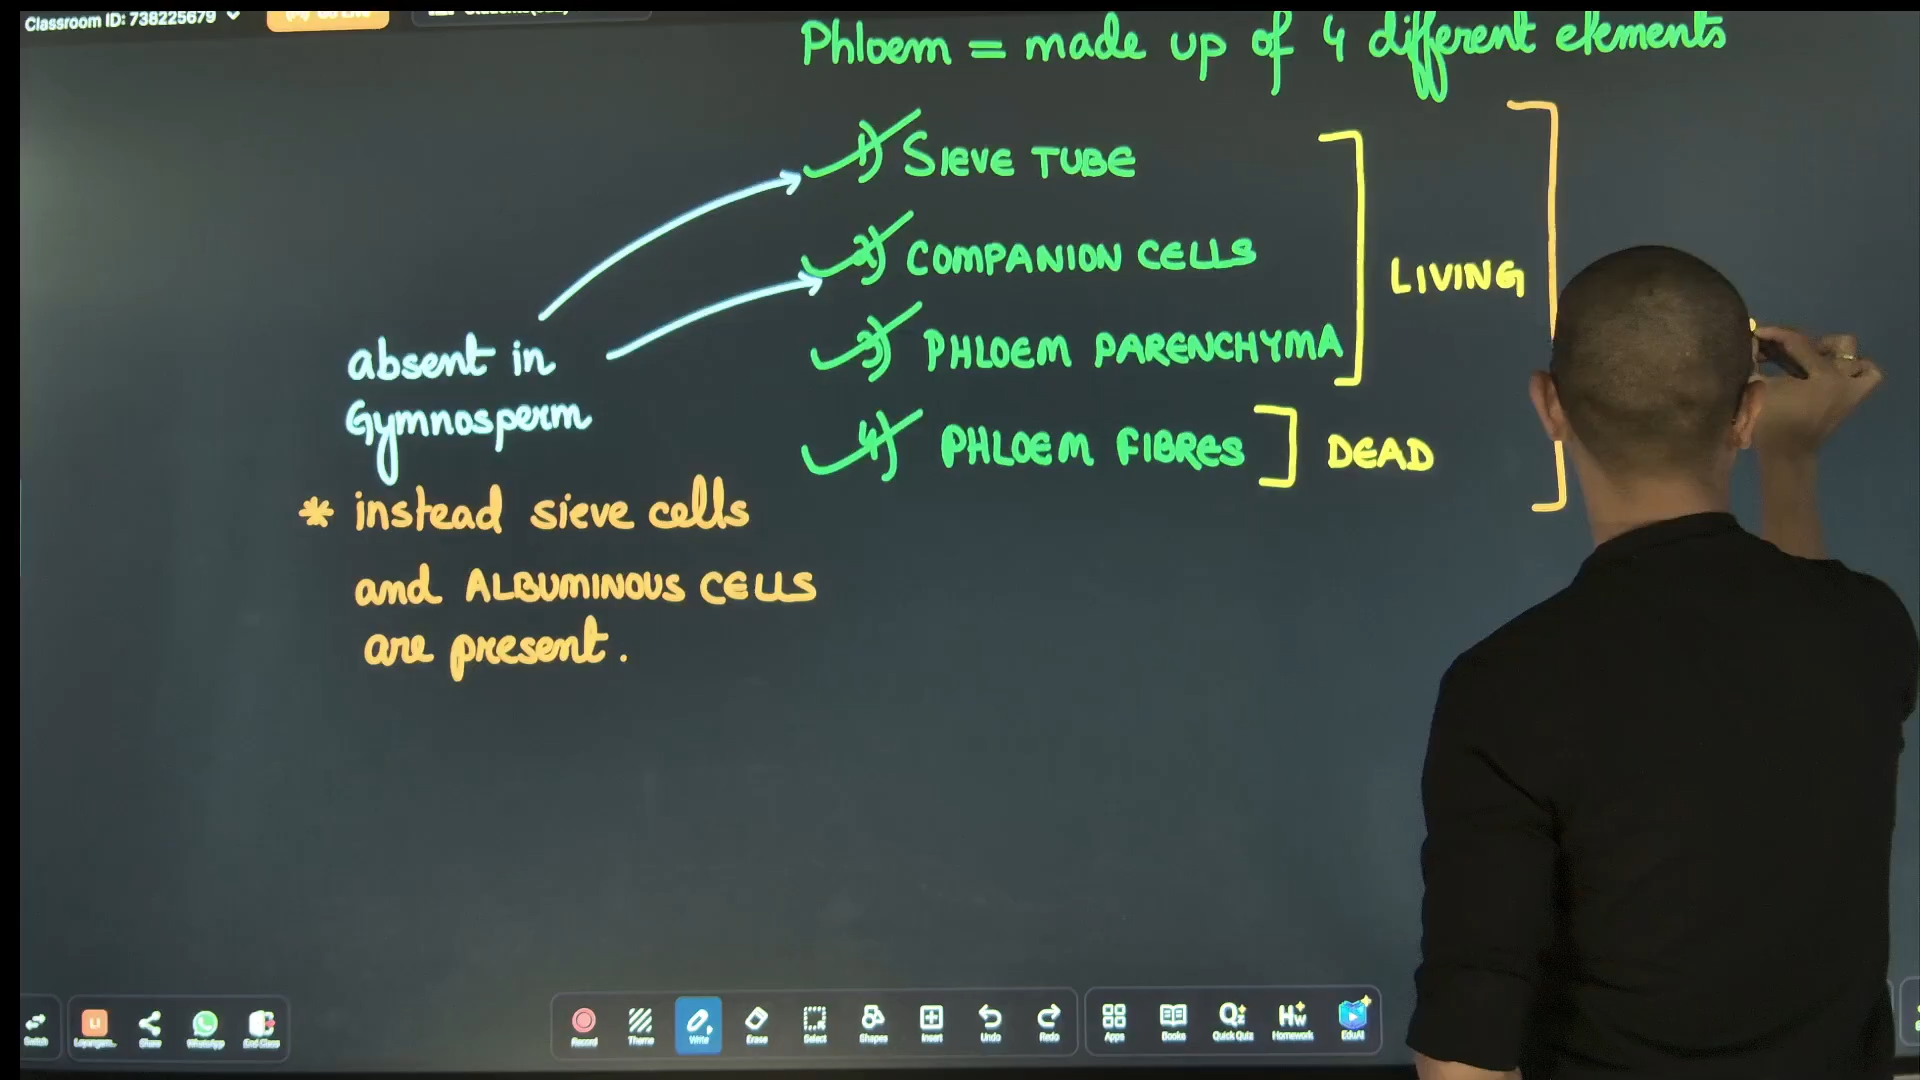 Classroom ID: 738225679
Phloem = made up of 4 different elements
1) SIEVE TUBE
2) COMPANION CELLS
3) PHLOEM PARENCHYMA
4) PHLOEM FIBRES
LIVING
DEAD
absent in
Gymnosperm
* instead sieve cells
and ALBUMINOUS CELLS
are present.
Switch
Share
WhatsApp
End Class
Record
Theme
Write
Erase
Select
Shapes
Insert
Undo
Redo
Apps
Books
Quick Quiz
Homework
EduAI